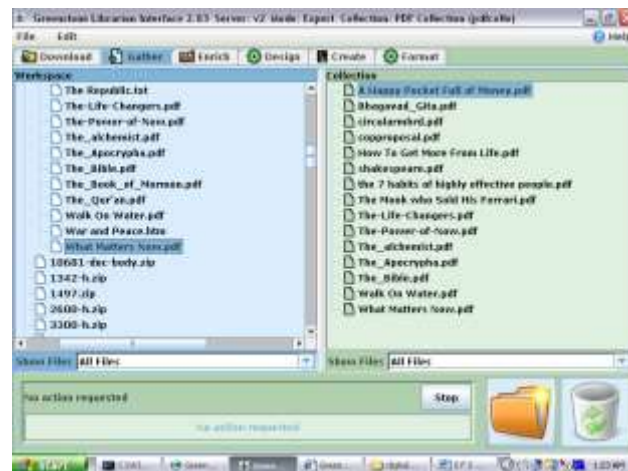 Greenstone Librarian Interface 2.83 Server: v2 Mode: Expert Collection: PDF Collection (pdfcolle)
File Edit
Help
Download Gather Enrich Design Create Format
Workspace
The Republic.txt
The-Life-Changers.pdf
The-Power-of-Now.pdf
The_alchemist.pdf
The_Apocrypha.pdf
The_Bible.pdf
The_Book_of_Mormon.pdf
The_Qur'an.pdf
Walk On Water.pdf
War and Peace.htm
What Matters Now.pdf
10681-doc-body.zip
1342-h.zip
1497.zip
2600-h.zip
3300-h.zip
Show Files All Files
Collection
A Happy Pocket Full of Money.pdf
Bhagavad_Gita.pdf
circularmbrd.pdf
copproposal.pdf
How To Get More From Life.pdf
shakespeare.pdf
the 7 habits of highly effective people.pdf
The Monk who Sold His Ferrari.pdf
The-Life-Changers.pdf
The-Power-of-Now.pdf
The_alchemist.pdf
The_Apocrypha.pdf
The_Bible.pdf
Walk On Water.pdf
What Matters Now.pdf
Show Files All Files
No action requested
Stop
No action requested